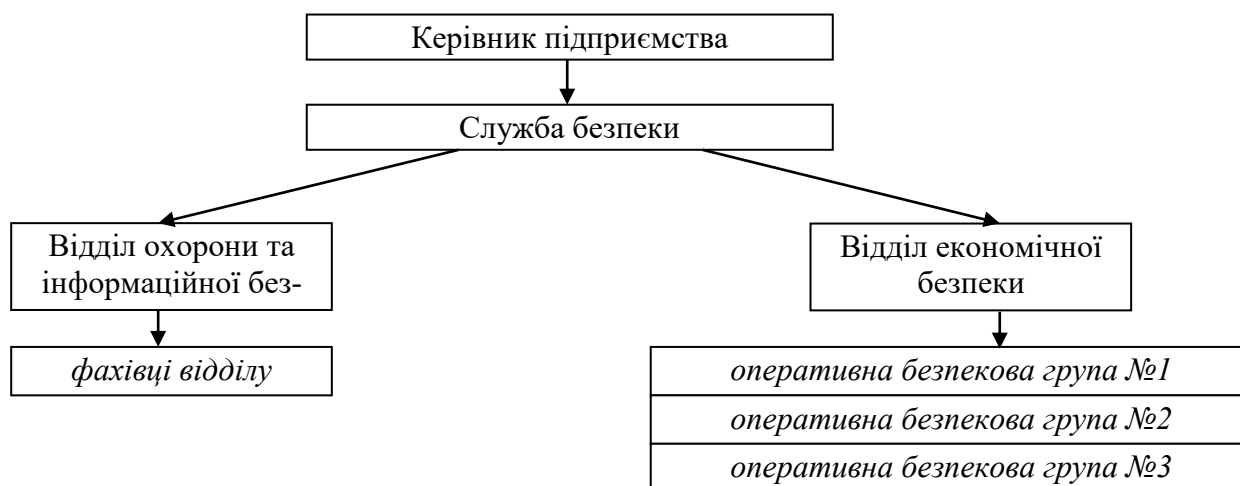 Керівник підприємства
Служба безпеки
Відділ охорони та
інформаційної без-
фахівці відділу
Відділ економічної
безпеки
оперативна безпекова група №1
оперативна безпекова група №2
оперативна безпекова група №3